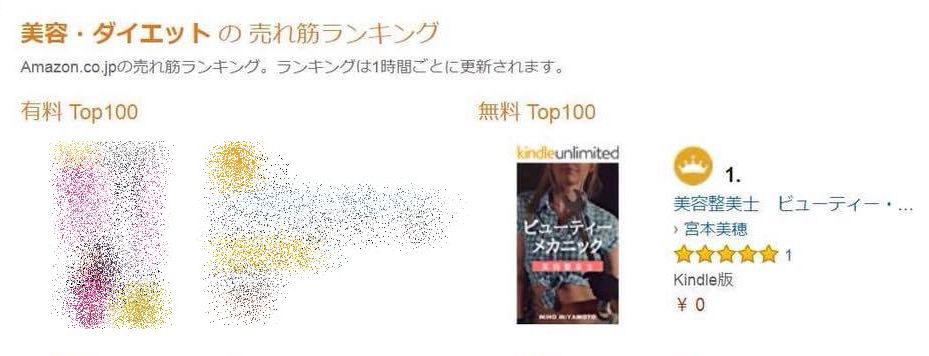 美容・ダイエット の 売れ筋ランキング
Amazon.co.jpの売れ筋ランキング。ランキングは1時間ごとに更新されます。
有料 Top100
無料 Top100
kindleunlimited
ビューティー
メカニック
MIHO MIYAMOTO
1.
美容整美士 ビューティー・…
› 宮本美穂
1
Kindle版
¥ 0